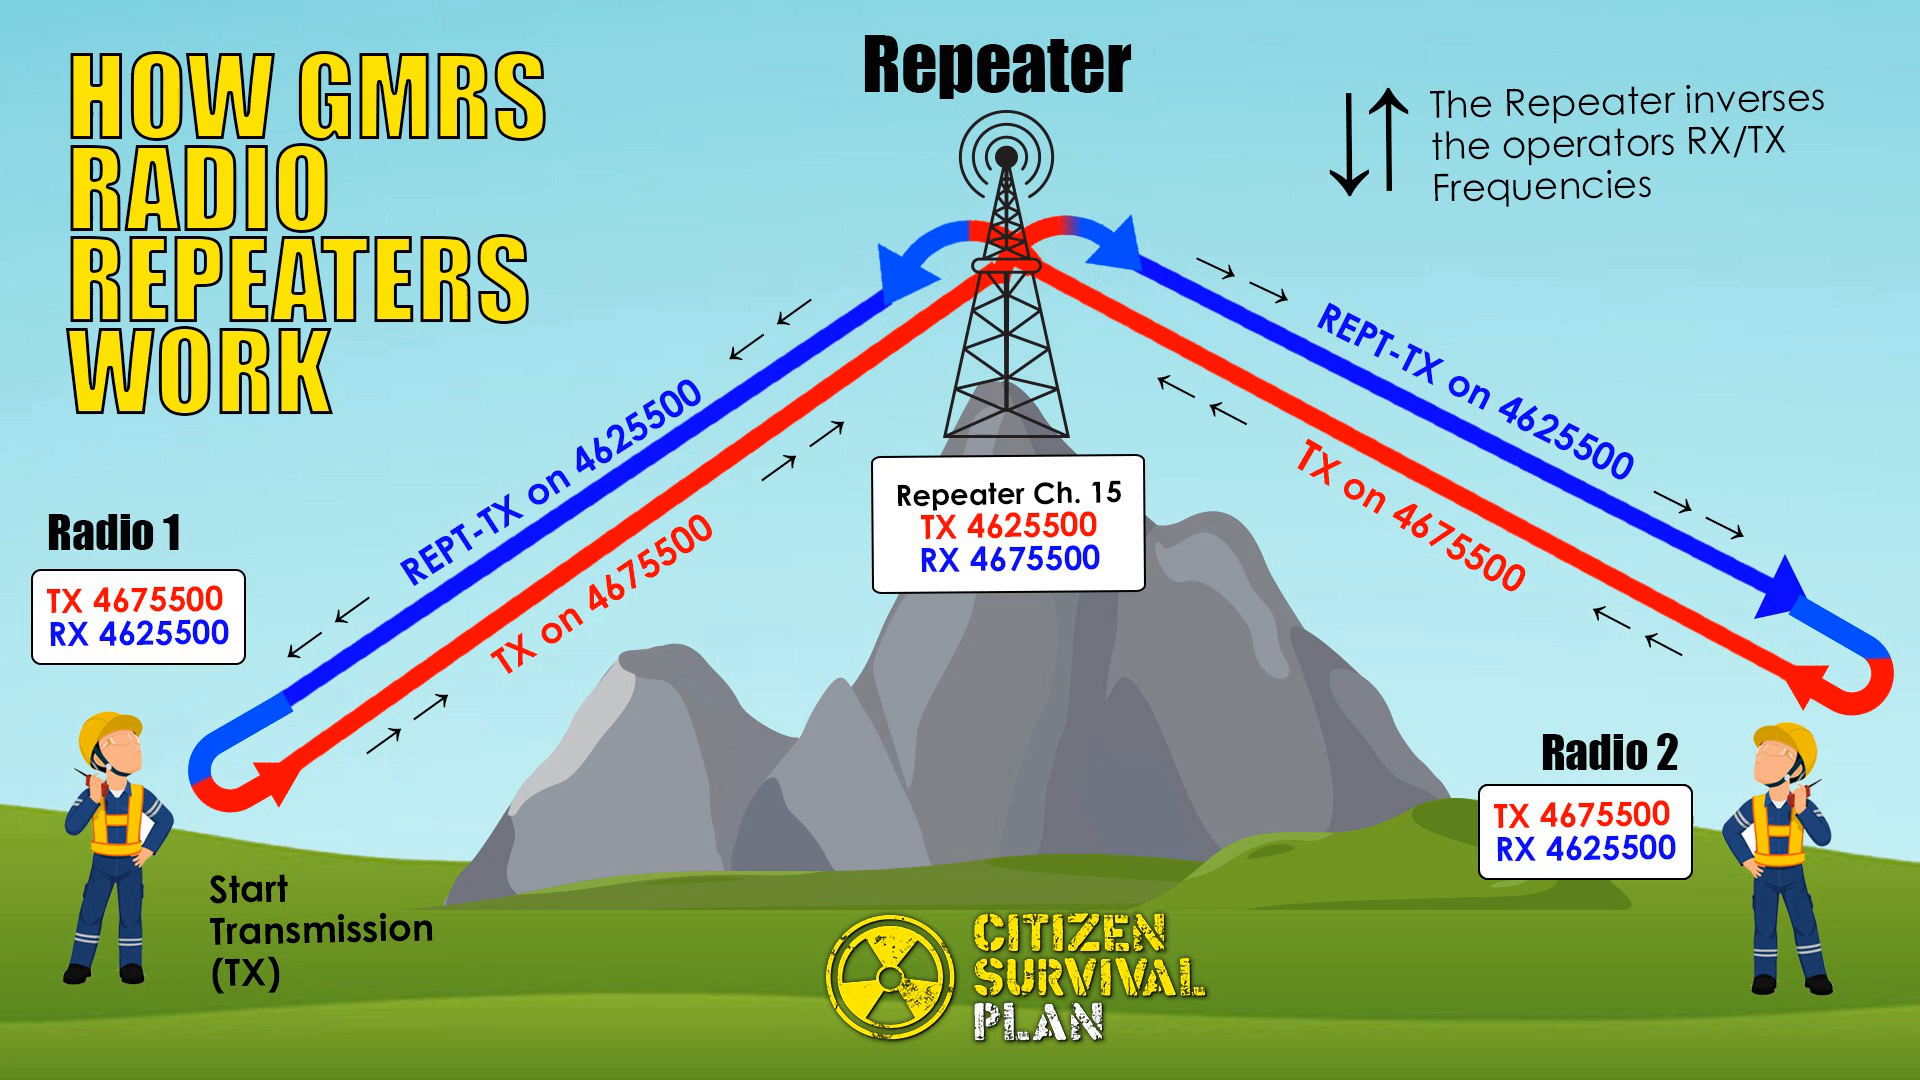 HOW GMRS
RADIO
REPEATERS
WORK
Repeater
The Repeater inverses
the operators RX/TX
Frequencies
REPT-TX on 4625500
TX on 4675500
REPT-TX on 4625500
TX on 4675500
Repeater Ch. 15
TX 4625500
RX 4675500
Radio 1
TX 4675500
RX 4625500
Radio 2
TX 4675500
RX 4625500
Start
Transmission
(TX)
CITIZEN
SURVIVAL
PLAN